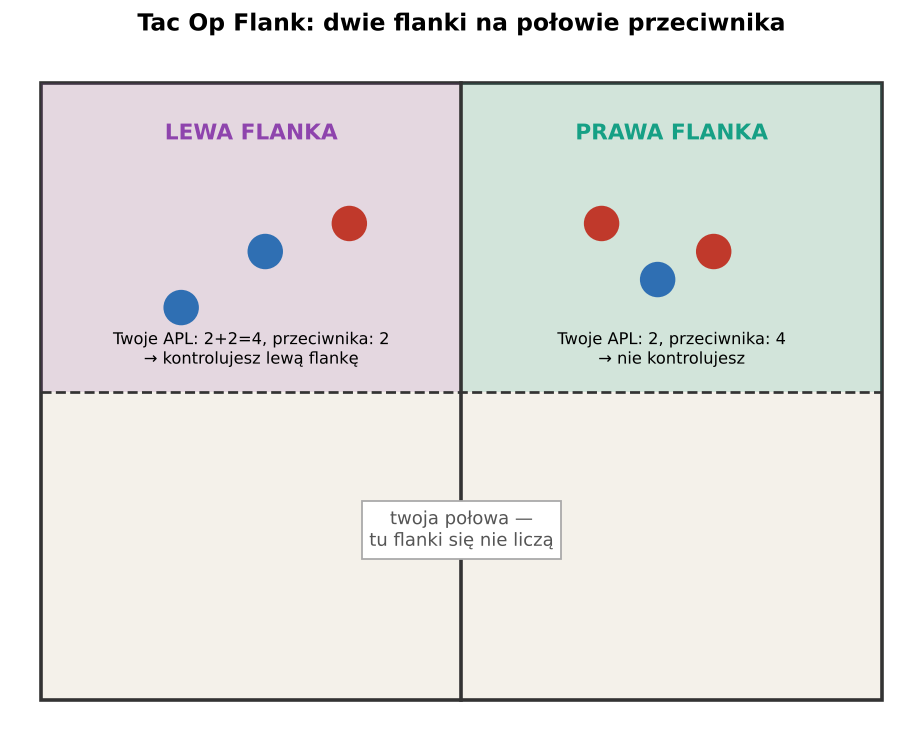 Tac Op Flank: dwie flanki na połowie przeciwnika
LEWA FLANKA
PRAWA FLANKA
Twoje APL: 2+2=4, przeciwnika: 2
→ kontrolujesz lewą flankę
Twoje APL: 2, przeciwnika: 4
→ nie kontrolujesz
twoja połowa —
tu flanki się nie liczą